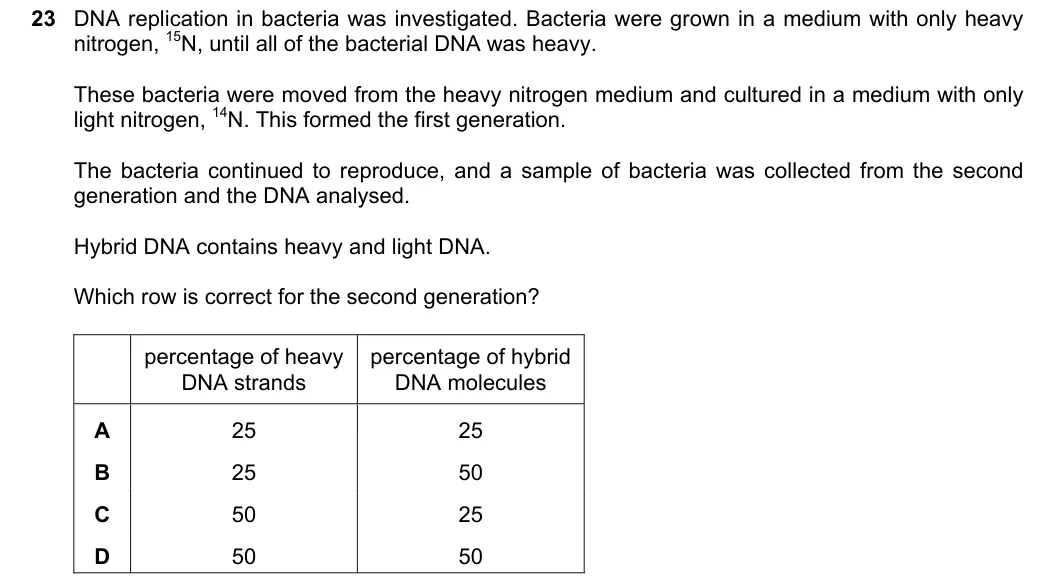 23 DNA replication in bacteria was investigated. Bacteria were grown in a medium with only heavy
nitrogen, ¹⁵N, until all of the bacterial DNA was heavy.
These bacteria were moved from the heavy nitrogen medium and cultured in a medium with only
light nitrogen, ¹⁴N. This formed the first generation.
The bacteria continued to reproduce, and a sample of bacteria was collected from the second
generation and the DNA analysed.
Hybrid DNA contains heavy and light DNA.
Which row is correct for the second generation?
percentage of heavy percentage of hybrid
DNA strands DNA molecules
A 25 25
B 25 50
C 50 25
D 50 50